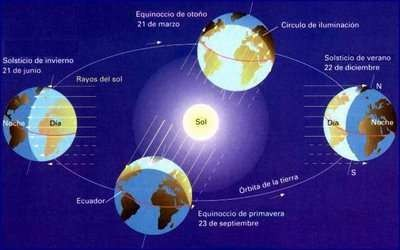 Equinoccio de otoño
21 de marzo
Círculo de iluminación
Solsticio de invierno
21 de junio
Solsticio de verano
22 de diciembre
Rayos del sol
N
Noche
Día
Sol
Día
Noche
S
Órbita de la tierra
Ecuador
Equinoccio de primavera
23 de septiembre